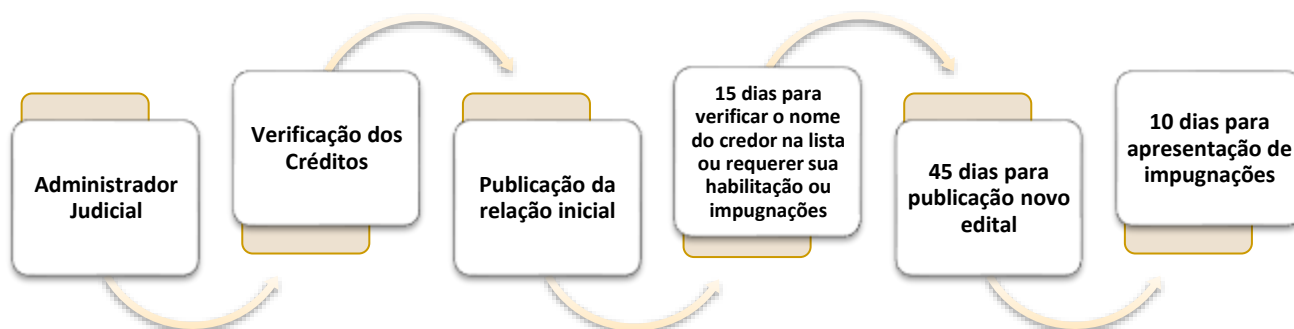 Administrador
Judicial
Verificação dos
Créditos
Publicação da
relação inicial
15 dias para
verificar o nome
do credor na lista
ou requerer sua
habilitação ou
impugnações
45 dias para
publicação novo
edital
10 dias para
apresentação de
impugnações